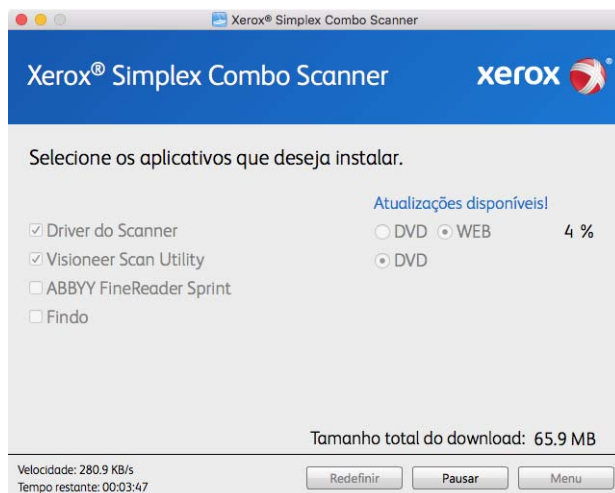 Xerox® Simplex Combo Scanner
Xerox® Simplex Combo Scanner xerox ®
Selecione os aplicativos que deseja instalar.
Atualizações disponíveis!
Driver do Scanner DVD WEB 4 %
Visioneer Scan Utility DVD
ABBYY FineReader Sprint
Findo
Tamanho total do download: 65.9 MB
Velocidade: 280.9 KB/s
Tempo restante: 00:03:47
Redefinir Pausar Menu